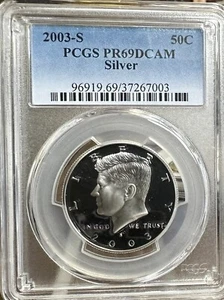 2003-S 50C
PCGS PR69DCAM
Silver
96919.69/37267003
LIBERTY
IN GOD WE TRUST
S
2003